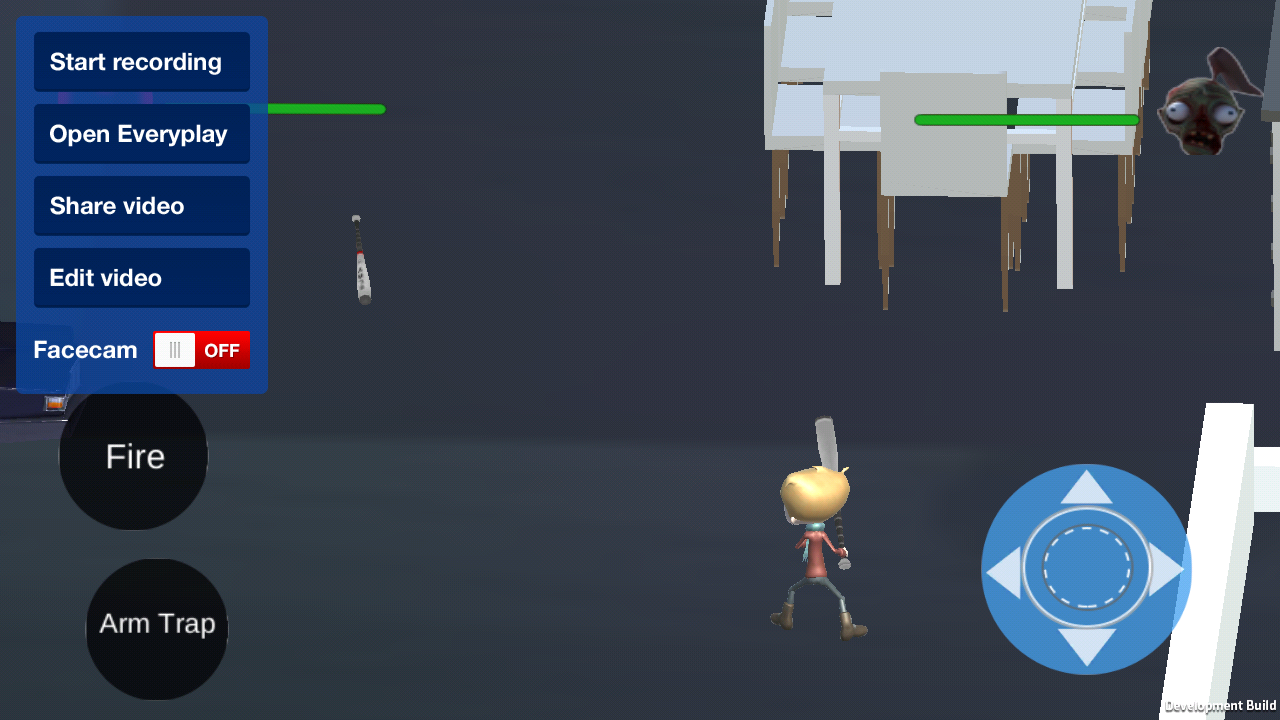 Start recording
Open Everyplay
Share video
Edit video
Facecam OFF
Fire
Arm Trap
Development Build